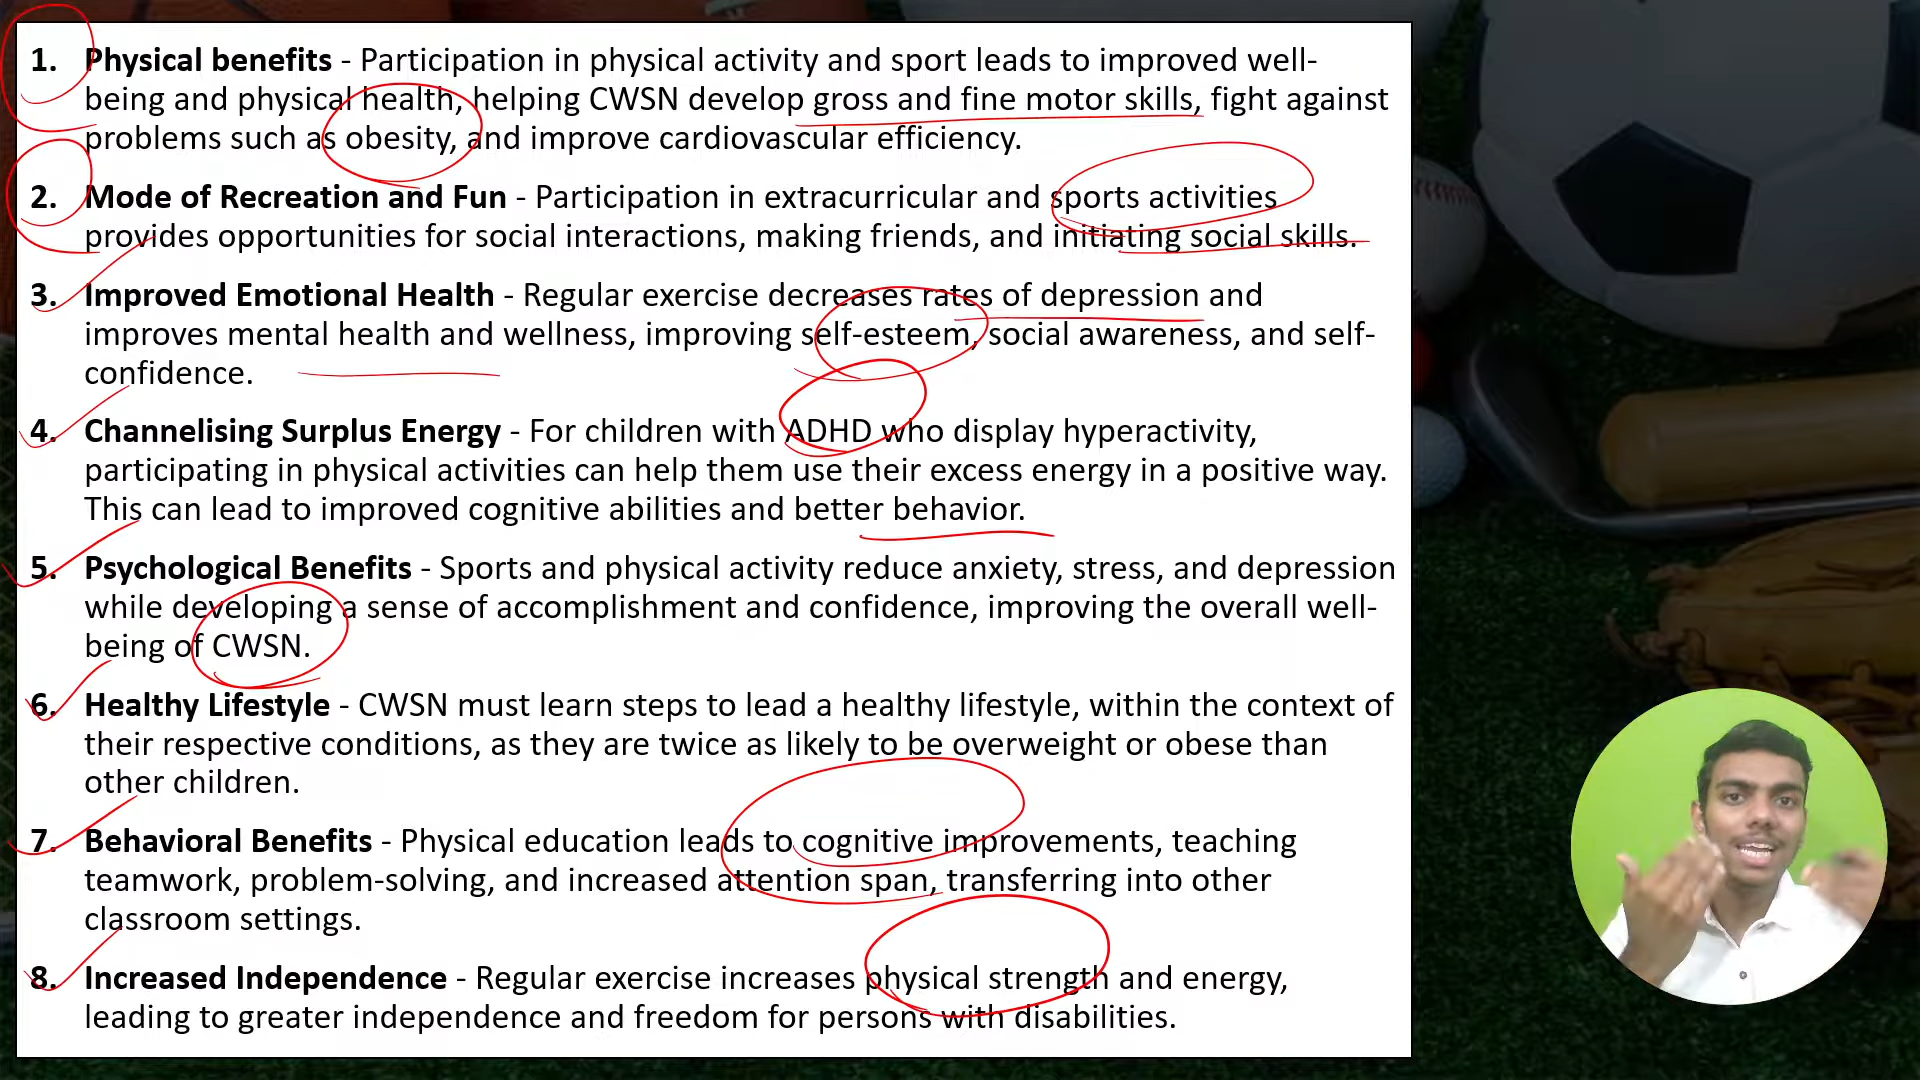 1. Physical benefits - Participation in physical activity and sport leads to improved well-
being and physical health, helping CWSN develop gross and fine motor skills, fight against
problems such as obesity, and improve cardiovascular efficiency.
2. Mode of Recreation and Fun - Participation in extracurricular and sports activities
provides opportunities for social interactions, making friends, and initiating social skills.
3. Improved Emotional Health - Regular exercise decreases rates of depression and
improves mental health and wellness, improving self-esteem, social awareness, and self-
confidence.
4. Channelising Surplus Energy - For children with ADHD who display hyperactivity,
participating in physical activities can help them use their excess energy in a positive way.
This can lead to improved cognitive abilities and better behavior.
5. Psychological Benefits - Sports and physical activity reduce anxiety, stress, and depression
while developing a sense of accomplishment and confidence, improving the overall well-
being of CWSN.
6. Healthy Lifestyle - CWSN must learn steps to lead a healthy lifestyle, within the context of
their respective conditions, as they are twice as likely to be overweight or obese than
other children.
7. Behavioral Benefits - Physical education leads to cognitive improvements, teaching
teamwork, problem-solving, and increased attention span, transferring into other
classroom settings.
8. Increased Independence - Regular exercise increases physical strength and energy,
leading to greater independence and freedom for persons with disabilities.